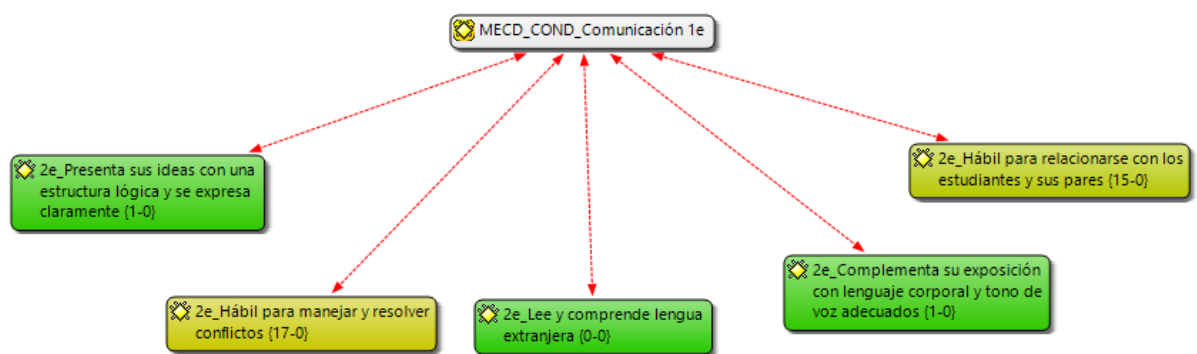 MECD_COND_Comunicación 1e
2e_Presenta sus ideas con una
estructura lógica y se expresa
claramente {1-0}
2e_Hábil para relacionarse con los
estudiantes y sus pares {15-0}
2e_Hábil para manejar y resolver
conflictos {17-0}
2e_Lee y comprende lengua
extranjera {0-0}
2e_Complementa su exposición
con lenguaje corporal y tono de
voz adecuados {1-0}